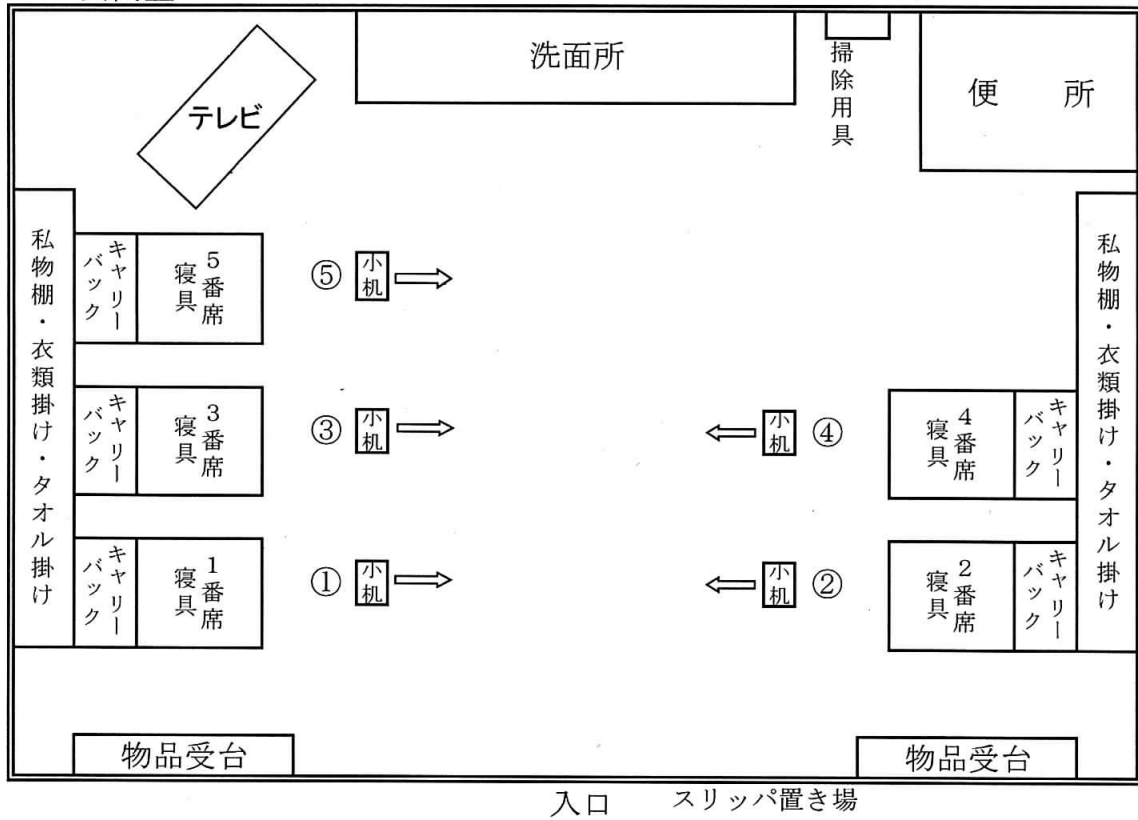 洗面所
掃除用具
便　所
テレビ
私物棚・衣類掛け・タオル掛け
キャリーバック
5番席寝具
⑤
小机
キャリーバック
3番席寝具
③
小机
小机
④
4番席寝具
キャリーバック
私物棚・衣類掛け・タオル掛け
キャリーバック
1番席寝具
①
小机
小机
②
2番席寝具
キャリーバック
物品受台
物品受台
入口　スリッパ置き場